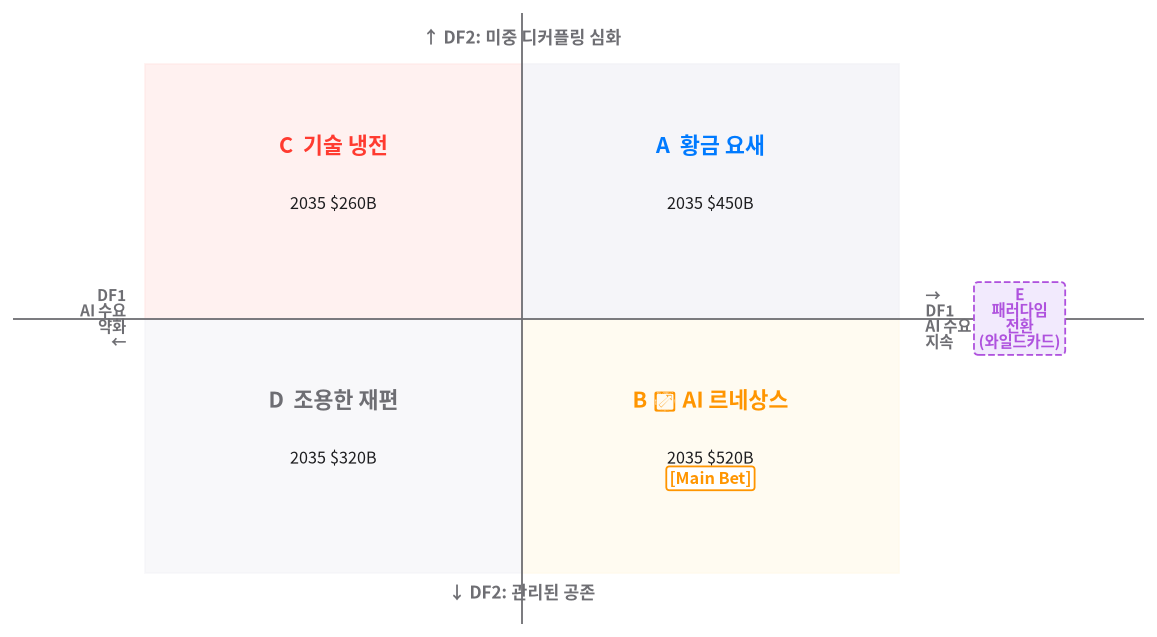 ↑ DF2: 미중 디커플링 심화
C 기술 냉전
A 황금 요새
2035 $260B
2035 $450B
DF1
AI 수요
약화
←
→
DF1
AI 수요
지속
E
패러다임
전환
(와일드카드)
D 조용한 재편
B AI 르네상스
2035 $320B
2035 $520B
[Main Bet]
↓ DF2: 관리된 공존